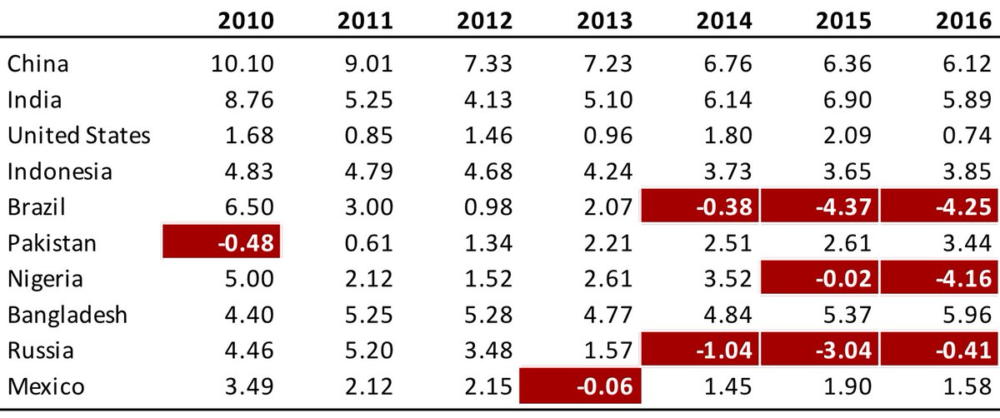 2010 2011 2012 2013 2014 2015 2016
China 10.10 9.01 7.33 7.23 6.76 6.36 6.12
India 8.76 5.25 4.13 5.10 6.14 6.90 5.89
United States 1.68 0.85 1.46 0.96 1.80 2.09 0.74
Indonesia 4.83 4.79 4.68 4.24 3.73 3.65 3.85
Brazil 6.50 3.00 0.98 2.07 -0.38 -4.37 -4.25
Pakistan -0.48 0.61 1.34 2.21 2.51 2.61 3.44
Nigeria 5.00 2.12 1.52 2.61 3.52 -0.02 -4.16
Bangladesh 4.40 5.25 5.28 4.77 4.84 5.37 5.96
Russia 4.46 5.20 3.48 1.57 -1.04 -3.04 -0.41
Mexico 3.49 2.12 2.15 -0.06 1.45 1.90 1.58